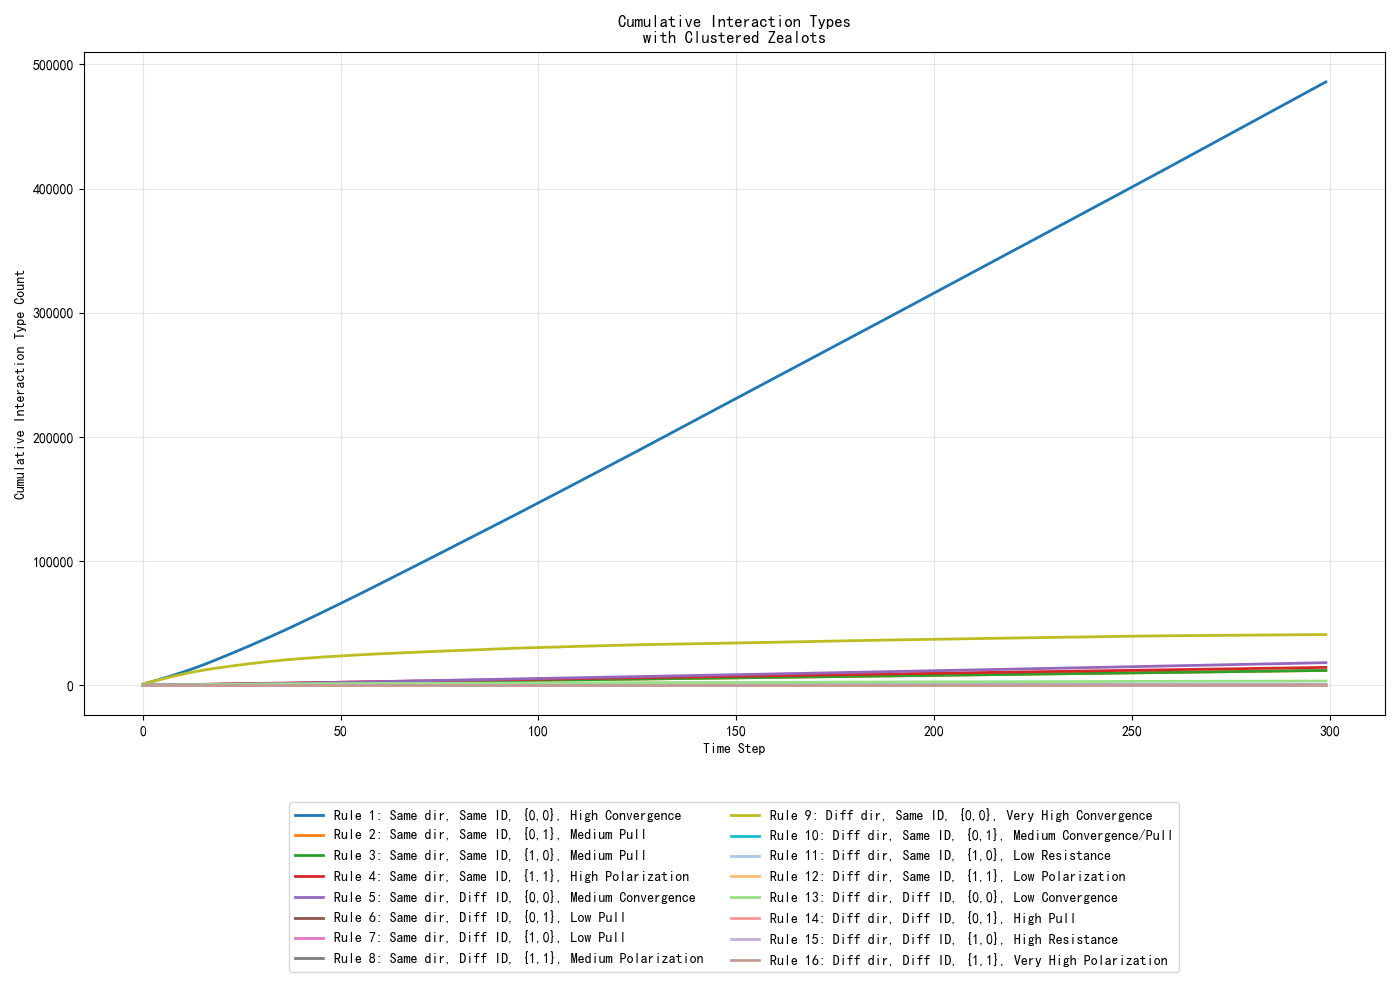 Cumulative Interaction Types
with Clustered Zealots
Cumulative Interaction Type Count
500000
400000
300000
200000
100000
0
0 50 100 150 200 250 300
Time Step
Rule 1: Same dir, Same ID, {0,0}, High Convergence
Rule 2: Same dir, Same ID, {0,1}, Medium Pull
Rule 3: Same dir, Same ID, {1,0}, Medium Pull
Rule 4: Same dir, Same ID, {1,1}, High Polarization
Rule 5: Same dir, Diff ID, {0,0}, Medium Convergence
Rule 6: Same dir, Diff ID, {0,1}, Low Pull
Rule 7: Same dir, Diff ID, {1,0}, Low Pull
Rule 8: Same dir, Diff ID, {1,1}, Medium Polarization
Rule 9: Diff dir, Same ID, {0,0}, Very High Convergence
Rule 10: Diff dir, Same ID, {0,1}, Medium Convergence/Pull
Rule 11: Diff dir, Same ID, {1,0}, Low Resistance
Rule 12: Diff dir, Same ID, {1,1}, Low Polarization
Rule 13: Diff dir, Diff ID, {0,0}, Low Convergence
Rule 14: Diff dir, Diff ID, {0,1}, High Pull
Rule 15: Diff dir, Diff ID, {1,0}, High Resistance
Rule 16: Diff dir, Diff ID, {1,1}, Very High Polarization